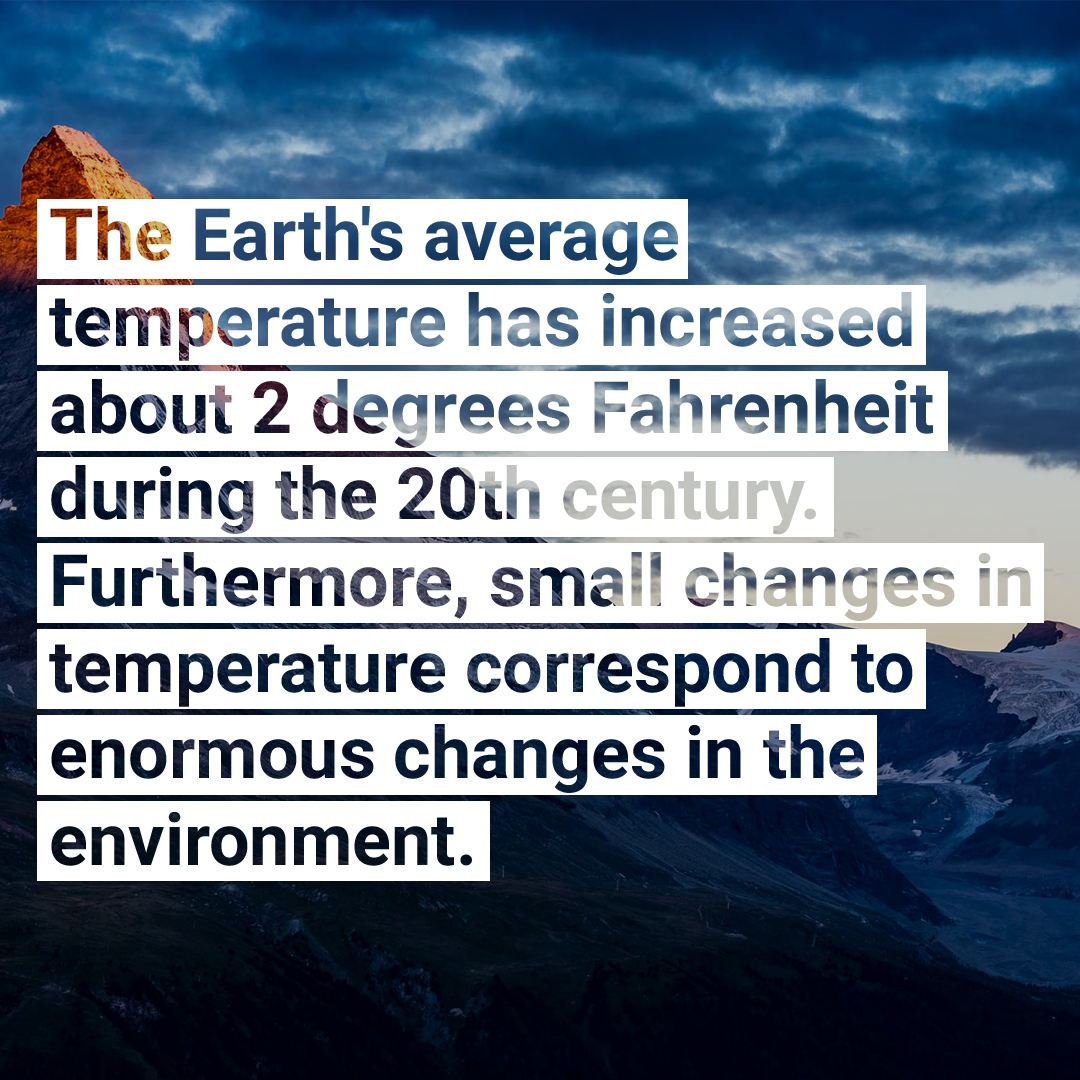 The Earth's average
temperature has increased
about 2 degrees Fahrenheit
during the 20th century.
Furthermore, small changes in
temperature correspond to
enormous changes in the
environment.